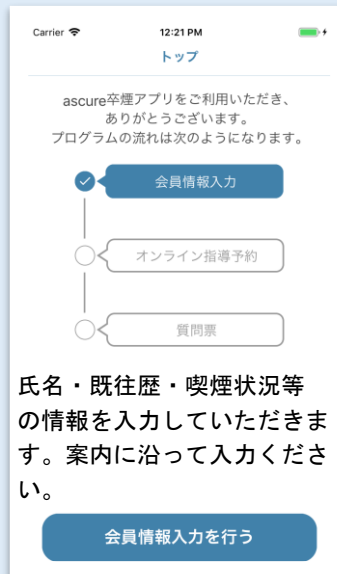 Carrier 12:21 PM
トップ
ascure卒煙アプリをご利用いただき、
ありがとうございます。
プログラムの流れは次のようになります。
会員情報入力
オンライン指導予約
質問票
氏名・既往歴・喫煙状況等
の情報を入力していただきま
す。案内に沿って入力くださ
い。
会員情報入力を行う